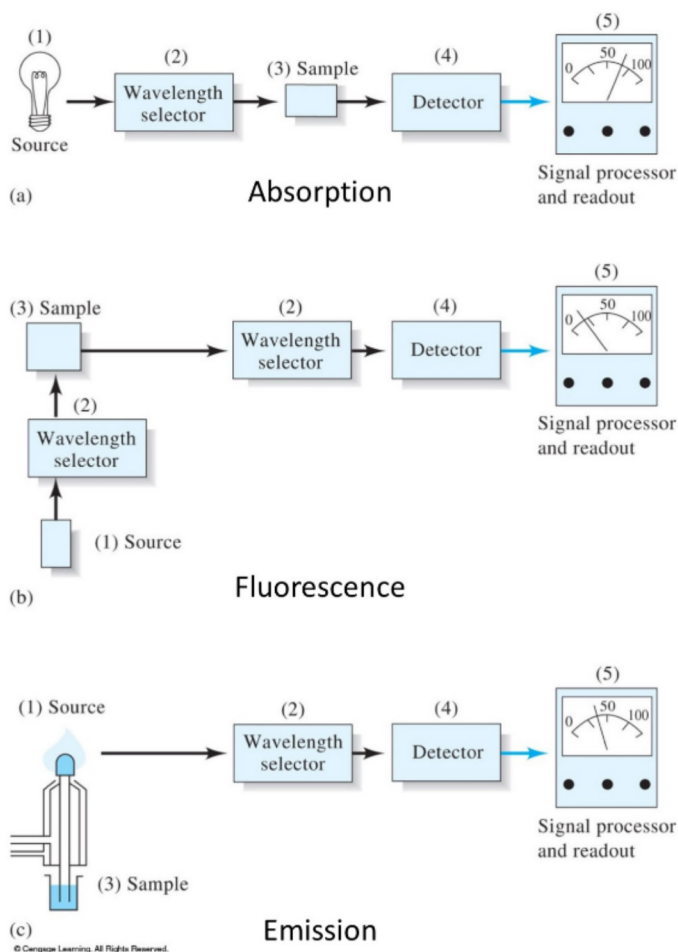 (1)
(2)
(3) Sample
(4)
(5)
0 50 100
Wavelength
selector
Detector
Source
Signal processor
and readout
(a)
Absorption
(3) Sample
(2)
(4)
(5)
0 50 100
Wavelength
selector
Detector
(2)
Wavelength
selector
Signal processor
and readout
(1) Source
(b)
Fluorescence
(1) Source
(2)
(4)
(5)
0 50 100
Wavelength
selector
Detector
Signal processor
and readout
(3) Sample
(c)
Emission
© Cengage Learning. All Rights Reserved.